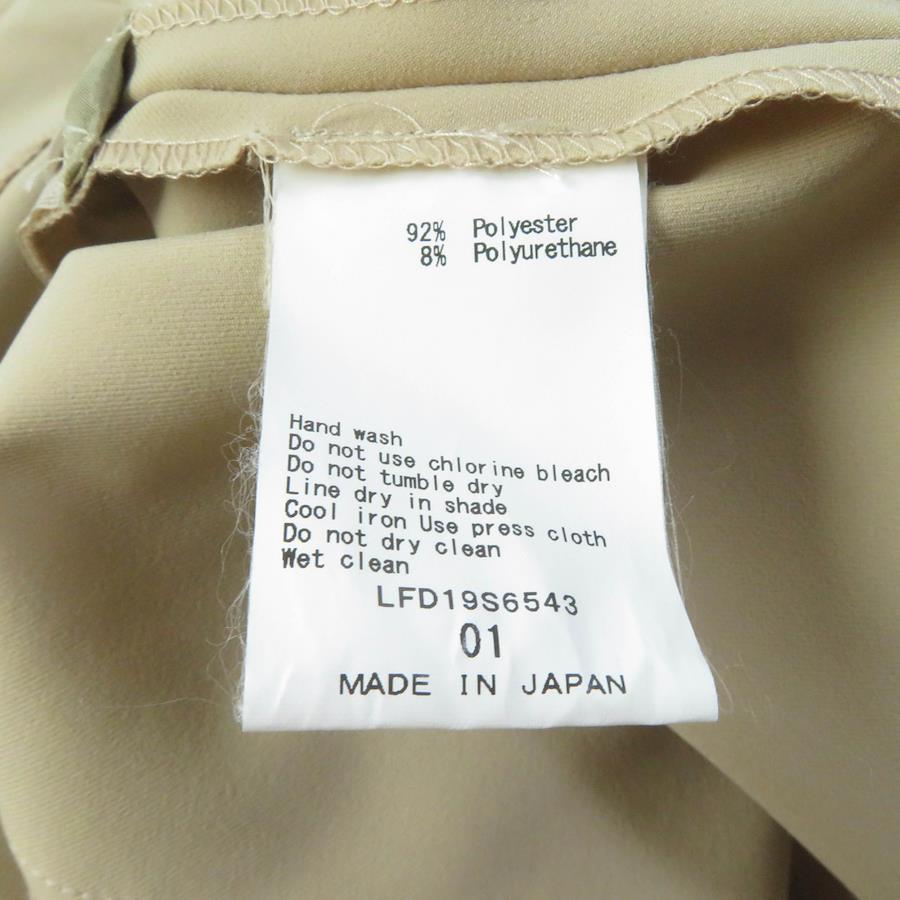 92% Polyester
8% Polyurethane
Hand wash
Do not use chlorine bleach
Do not tumble dry
Line dry in shade
Cool iron Use press cloth
Do not dry clean
Wet clean
LFD19S6543
01
MADE IN JAPAN